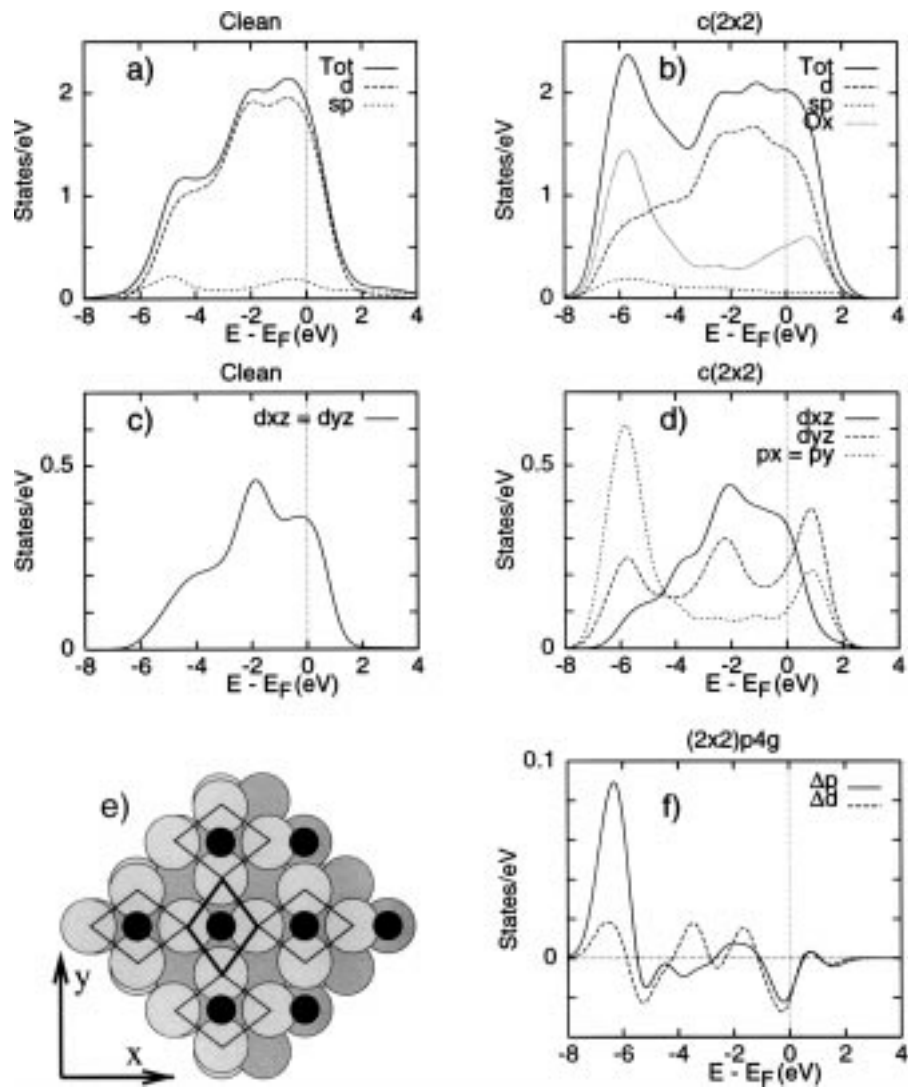 Clean
a)
Tot
d
sp
States/eV
0
1
2
-8 -6 -4 -2 0 2 4
E - EF (eV)
c(2x2)
b)
Tot
d
sp
Ox
States/eV
0
1
2
-8 -6 -4 -2 0 2 4
E - EF (eV)
Clean
c)
dxz = dyz
States/eV
0
0.5
-8 -6 -4 -2 0 2 4
E - EF (eV)
c(2x2)
d)
dxz
dyz
px = py
States/eV
0
0.5
-8 -6 -4 -2 0 2 4
E - EF (eV)
e)
y
x
(2x2)p4g
f)
Δp
Δd
States/eV
0.1
0
-8 -6 -4 -2 0 2 4
E - EF (eV)